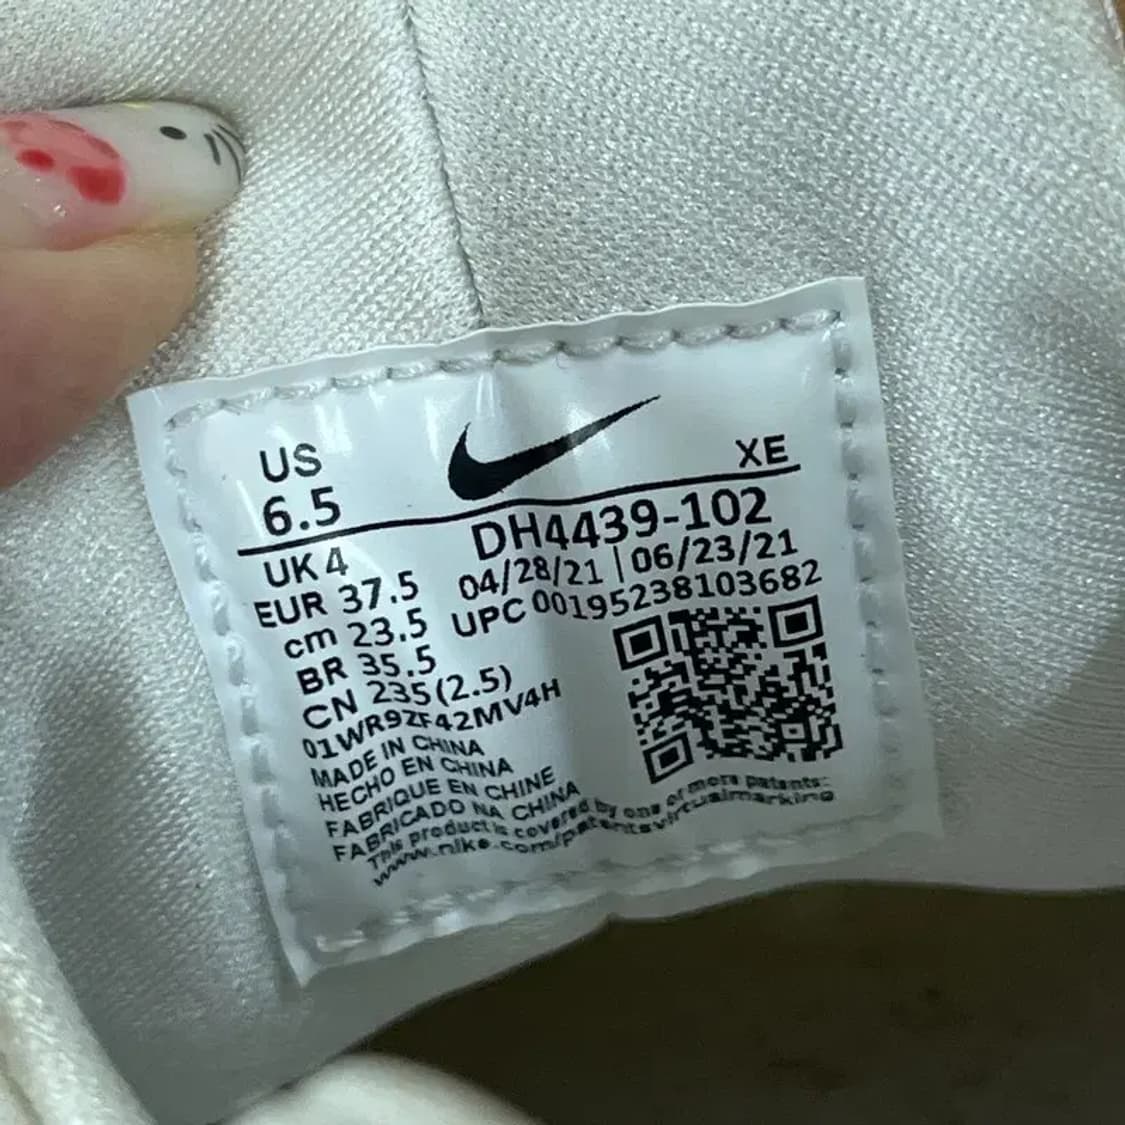 US
6.5
XE
UK 4
DH4439-102
EUR 37.5
04/28/21 | 06/23/21
cm 23.5
UPC 00195238103682
BR 35.5
CN 235(2.5)
01WR9ZF42MV4H
MADE IN CHINA
HECHO EN CHINA
FABRIQUE EN CHINE
FABRICADO NA CHINA
This product is covered by one or more patents:
www.nike.com/patentsvirtualmarking